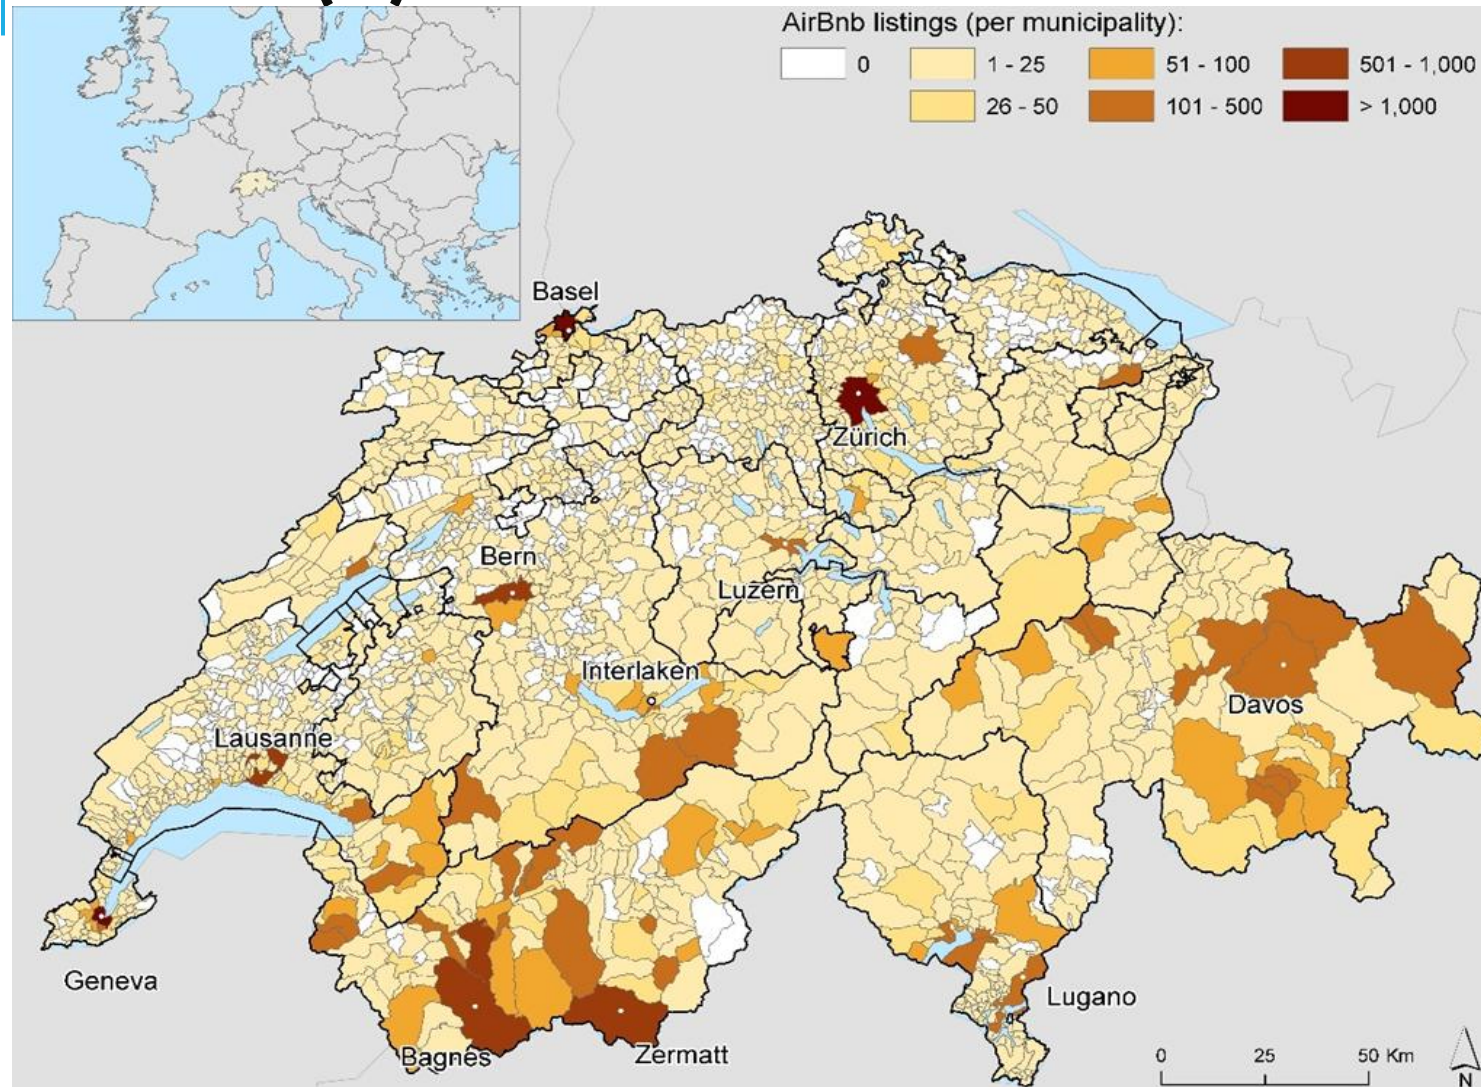 AirBnb listings (per municipality):
0
1 - 25
51 - 100
501 - 1,000
26 - 50
101 - 500
> 1,000
Basel
Zürich
Bern
Luzern
Interlaken
Davos
Lausanne
Geneva
Lugano
Bagnes
Zermatt
0 25 50 Km
N